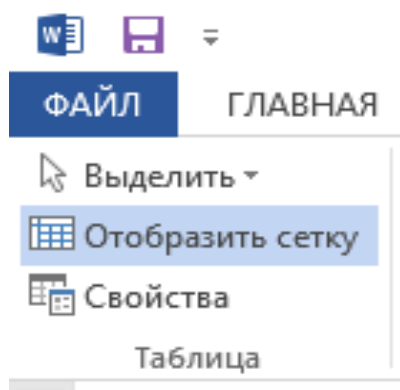 W
ФАЙЛ ГЛАВНАЯ
Выделить
Отобразить сетку
Свойства
Таблица